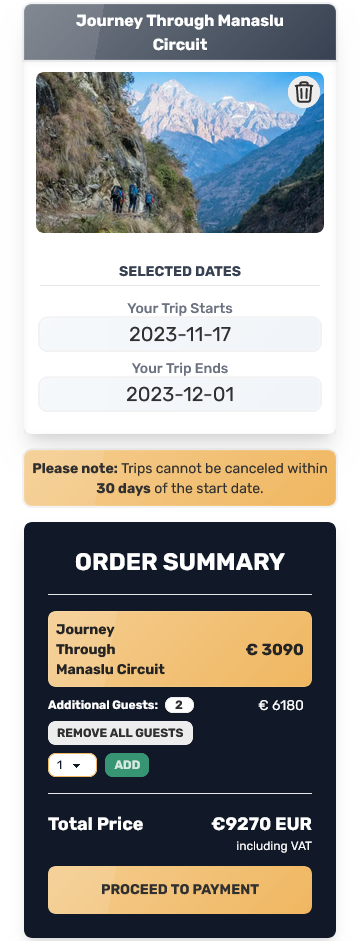 Journey Through Manaslu
Circuit
SELECTED DATES
Your Trip Starts
2023-11-17
Your Trip Ends
2023-12-01
Please note: Trips cannot be canceled within
30 days of the start date.
ORDER SUMMARY
Journey
Through
Manaslu Circuit
€ 3090
Additional Guests: 2
€ 6180
REMOVE ALL GUESTS
1 ADD
Total Price €9270 EUR
including VAT
PROCEED TO PAYMENT